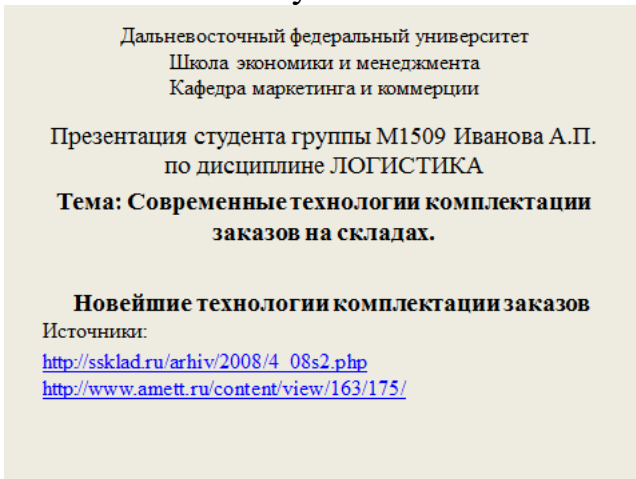 Дальневосточный федеральный университет
Школа экономики и менеджмента
Кафедра маркетинга и коммерции
Презентация студента группы М1509 Иванова А.П.
по дисциплине ЛОГИСТИКА
Тема: Современные технологии комплектации
заказов на складах.
Новейшие технологии комплектации заказов
Источники:
http://ssklad.ru/arhiv/2008/4_08s2.php
http://www.amett.ru/content/view/163/175/